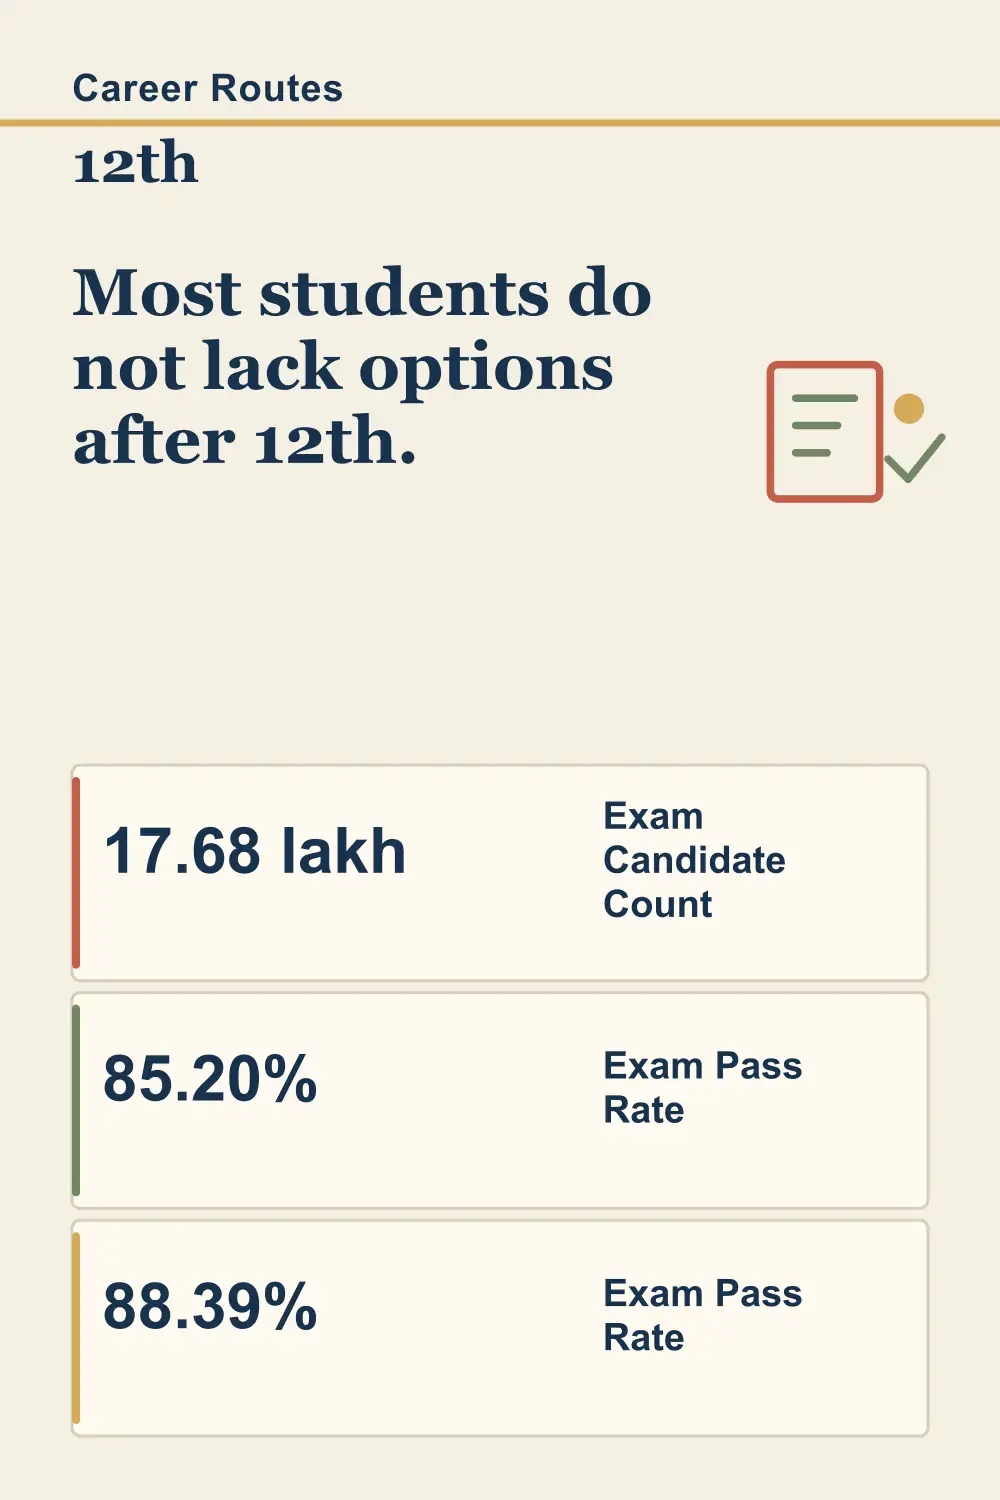 Career Routes
12th
Most students do
not lack options
after 12th.
17.68 lakh
Exam
Candidate
Count
85.20%
Exam Pass
Rate
88.39%
Exam Pass
Rate